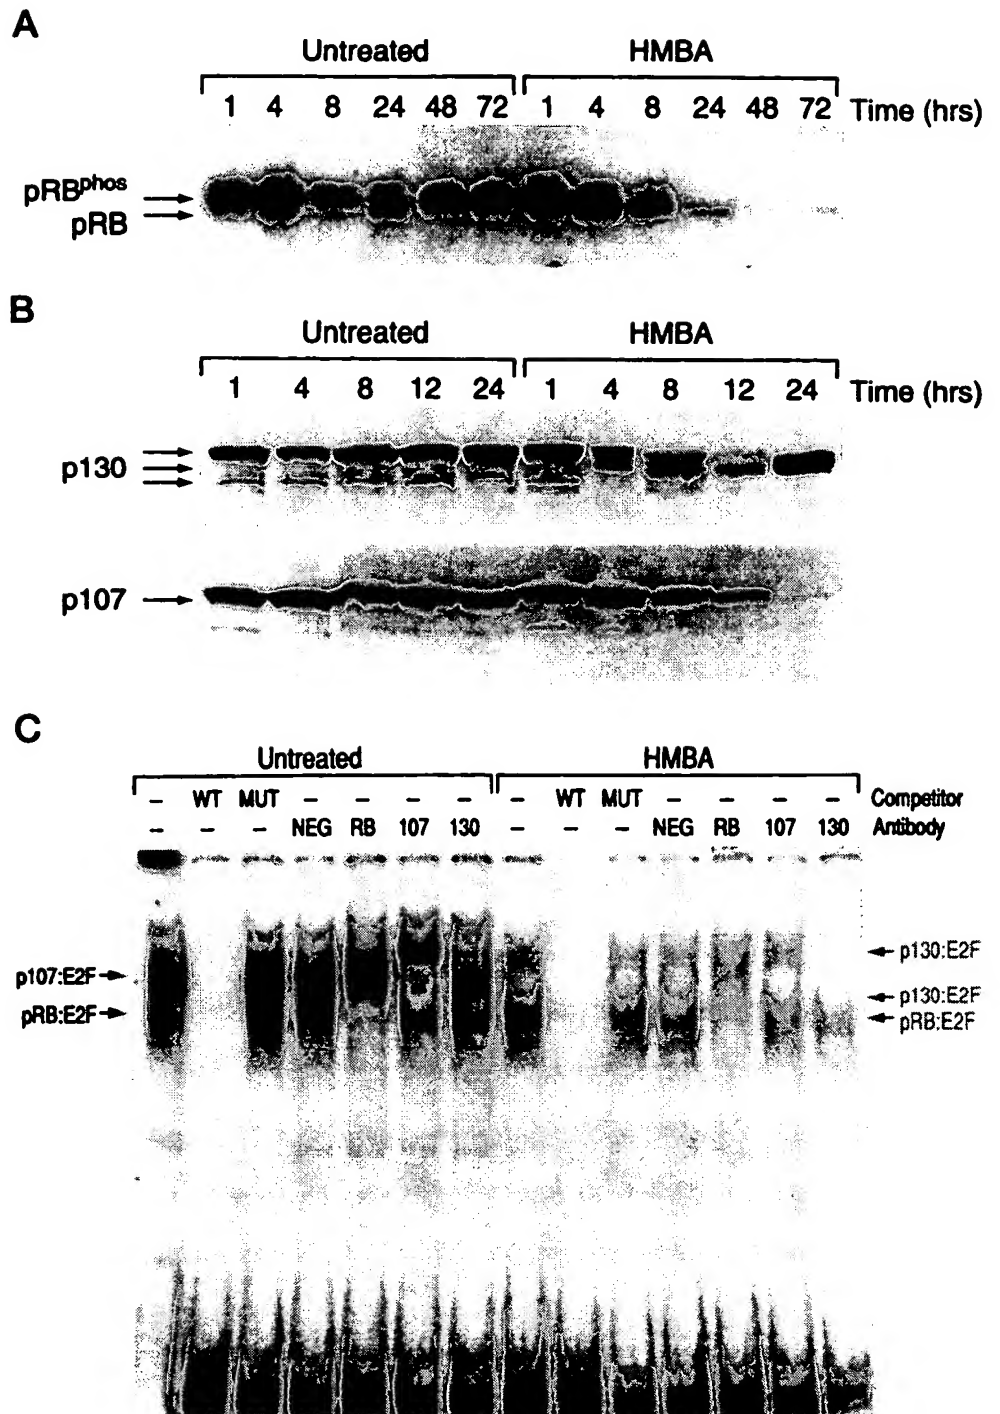 A
Untreated HMBA
1 4 8 24 48 72 1 4 8 24 48 72 Time (hrs)
pRBphos
pRB
B
Untreated HMBA
1 4 8 12 24 1 4 8 12 24 Time (hrs)
p130
p107
C
Untreated HMBA
– WT MUT – – – – – WT MUT – – – – Competitor
– – – NEG RB 107 130 – – – NEG RB 107 130 Antibody
p130:E2F
p107:E2F
p130:E2F
pRB:E2F pRB:E2F